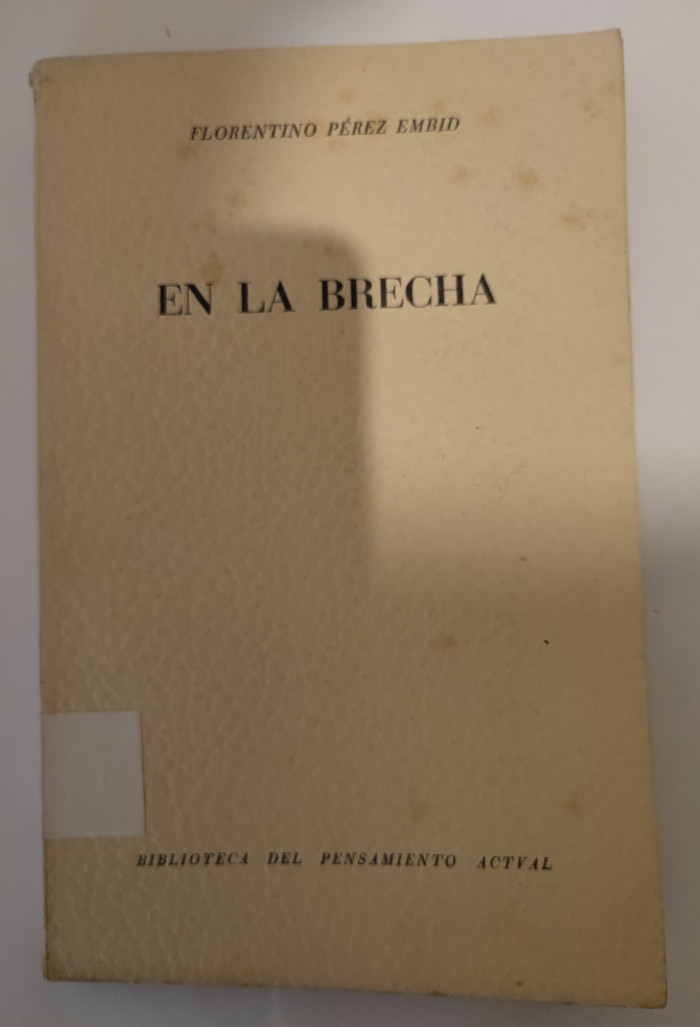 FLORENTINO PÉREZ EMBID
EN LA BRECHA
BIBLIOTECA DEL PENSAMIENTO ACTVAL